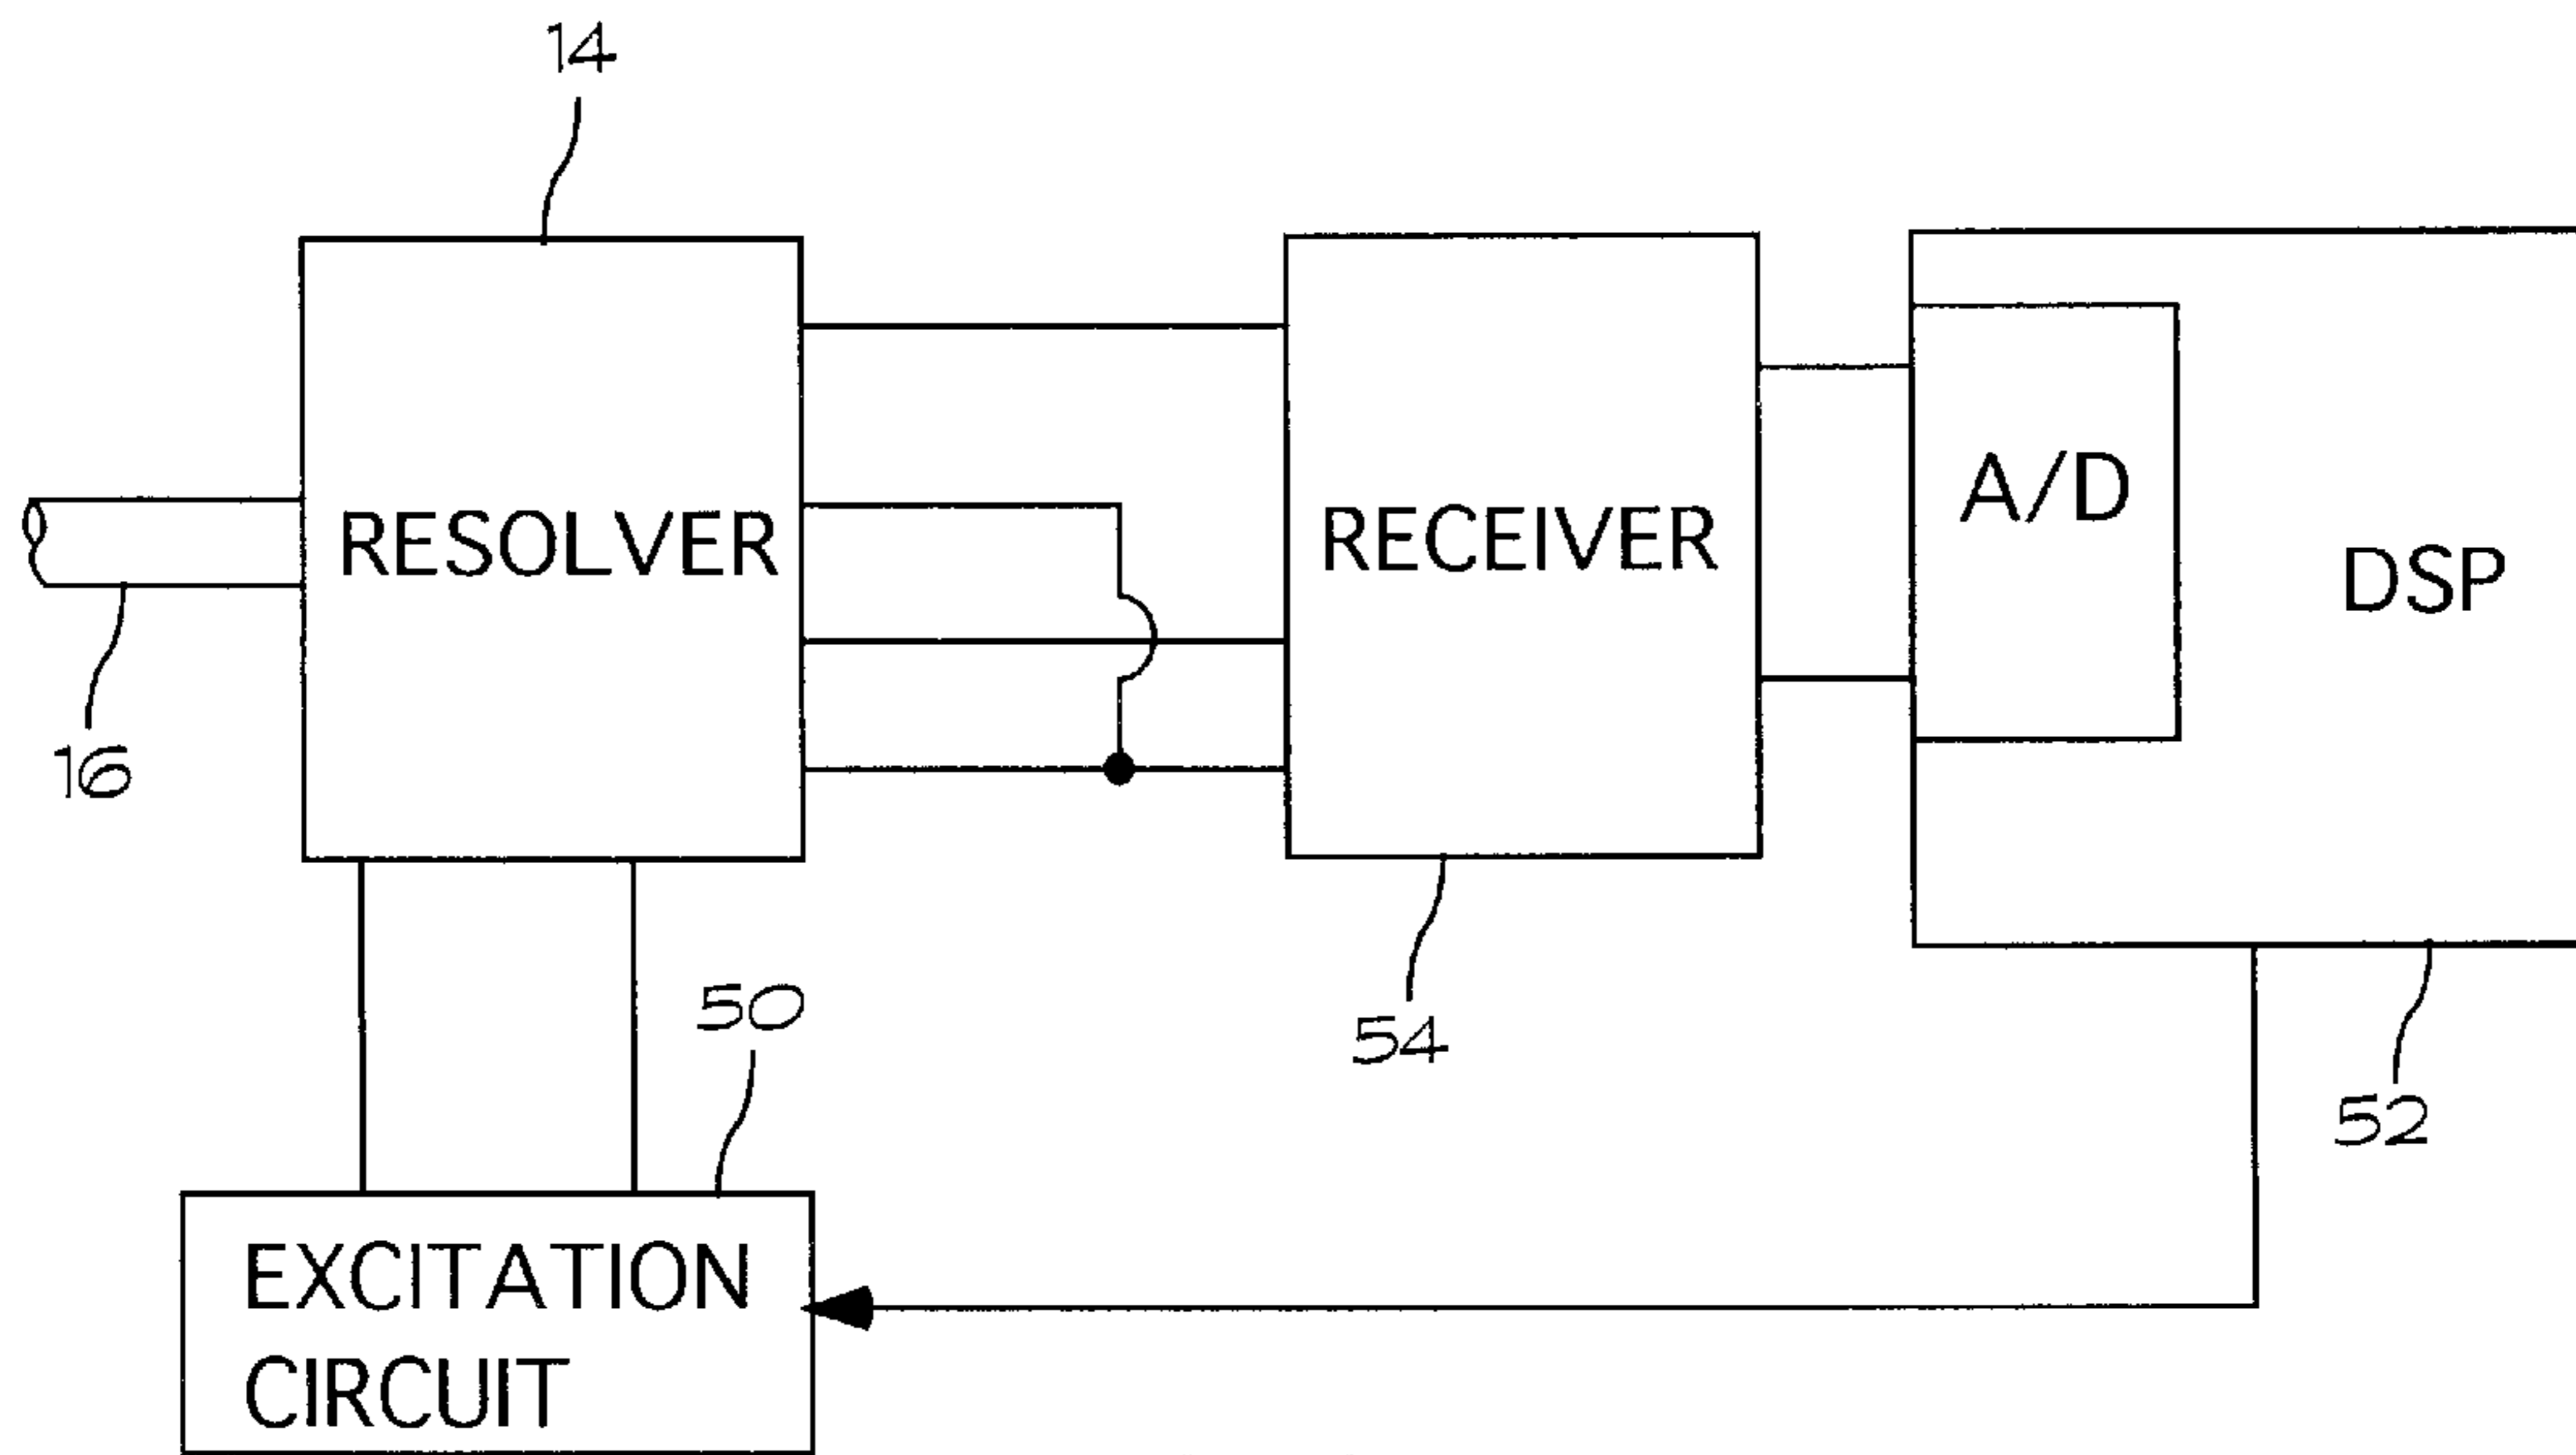 14
RESOLVER
RECEIVER
A/D
DSP
16
50
54
52
EXCITATION
CIRCUIT